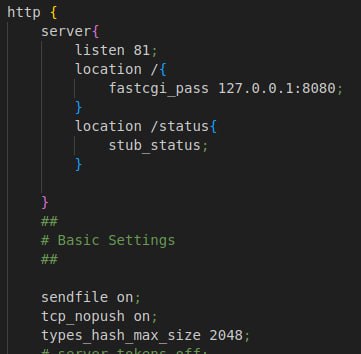 http {
server{
listen 81;
location /{
fastcgi_pass 127.0.0.1:8080;
}
location /status{
stub_status;
}
}
##
# Basic Settings
##
sendfile on;
tcp_nopush on;
types_hash_max_size 2048;
# server_tokens off;